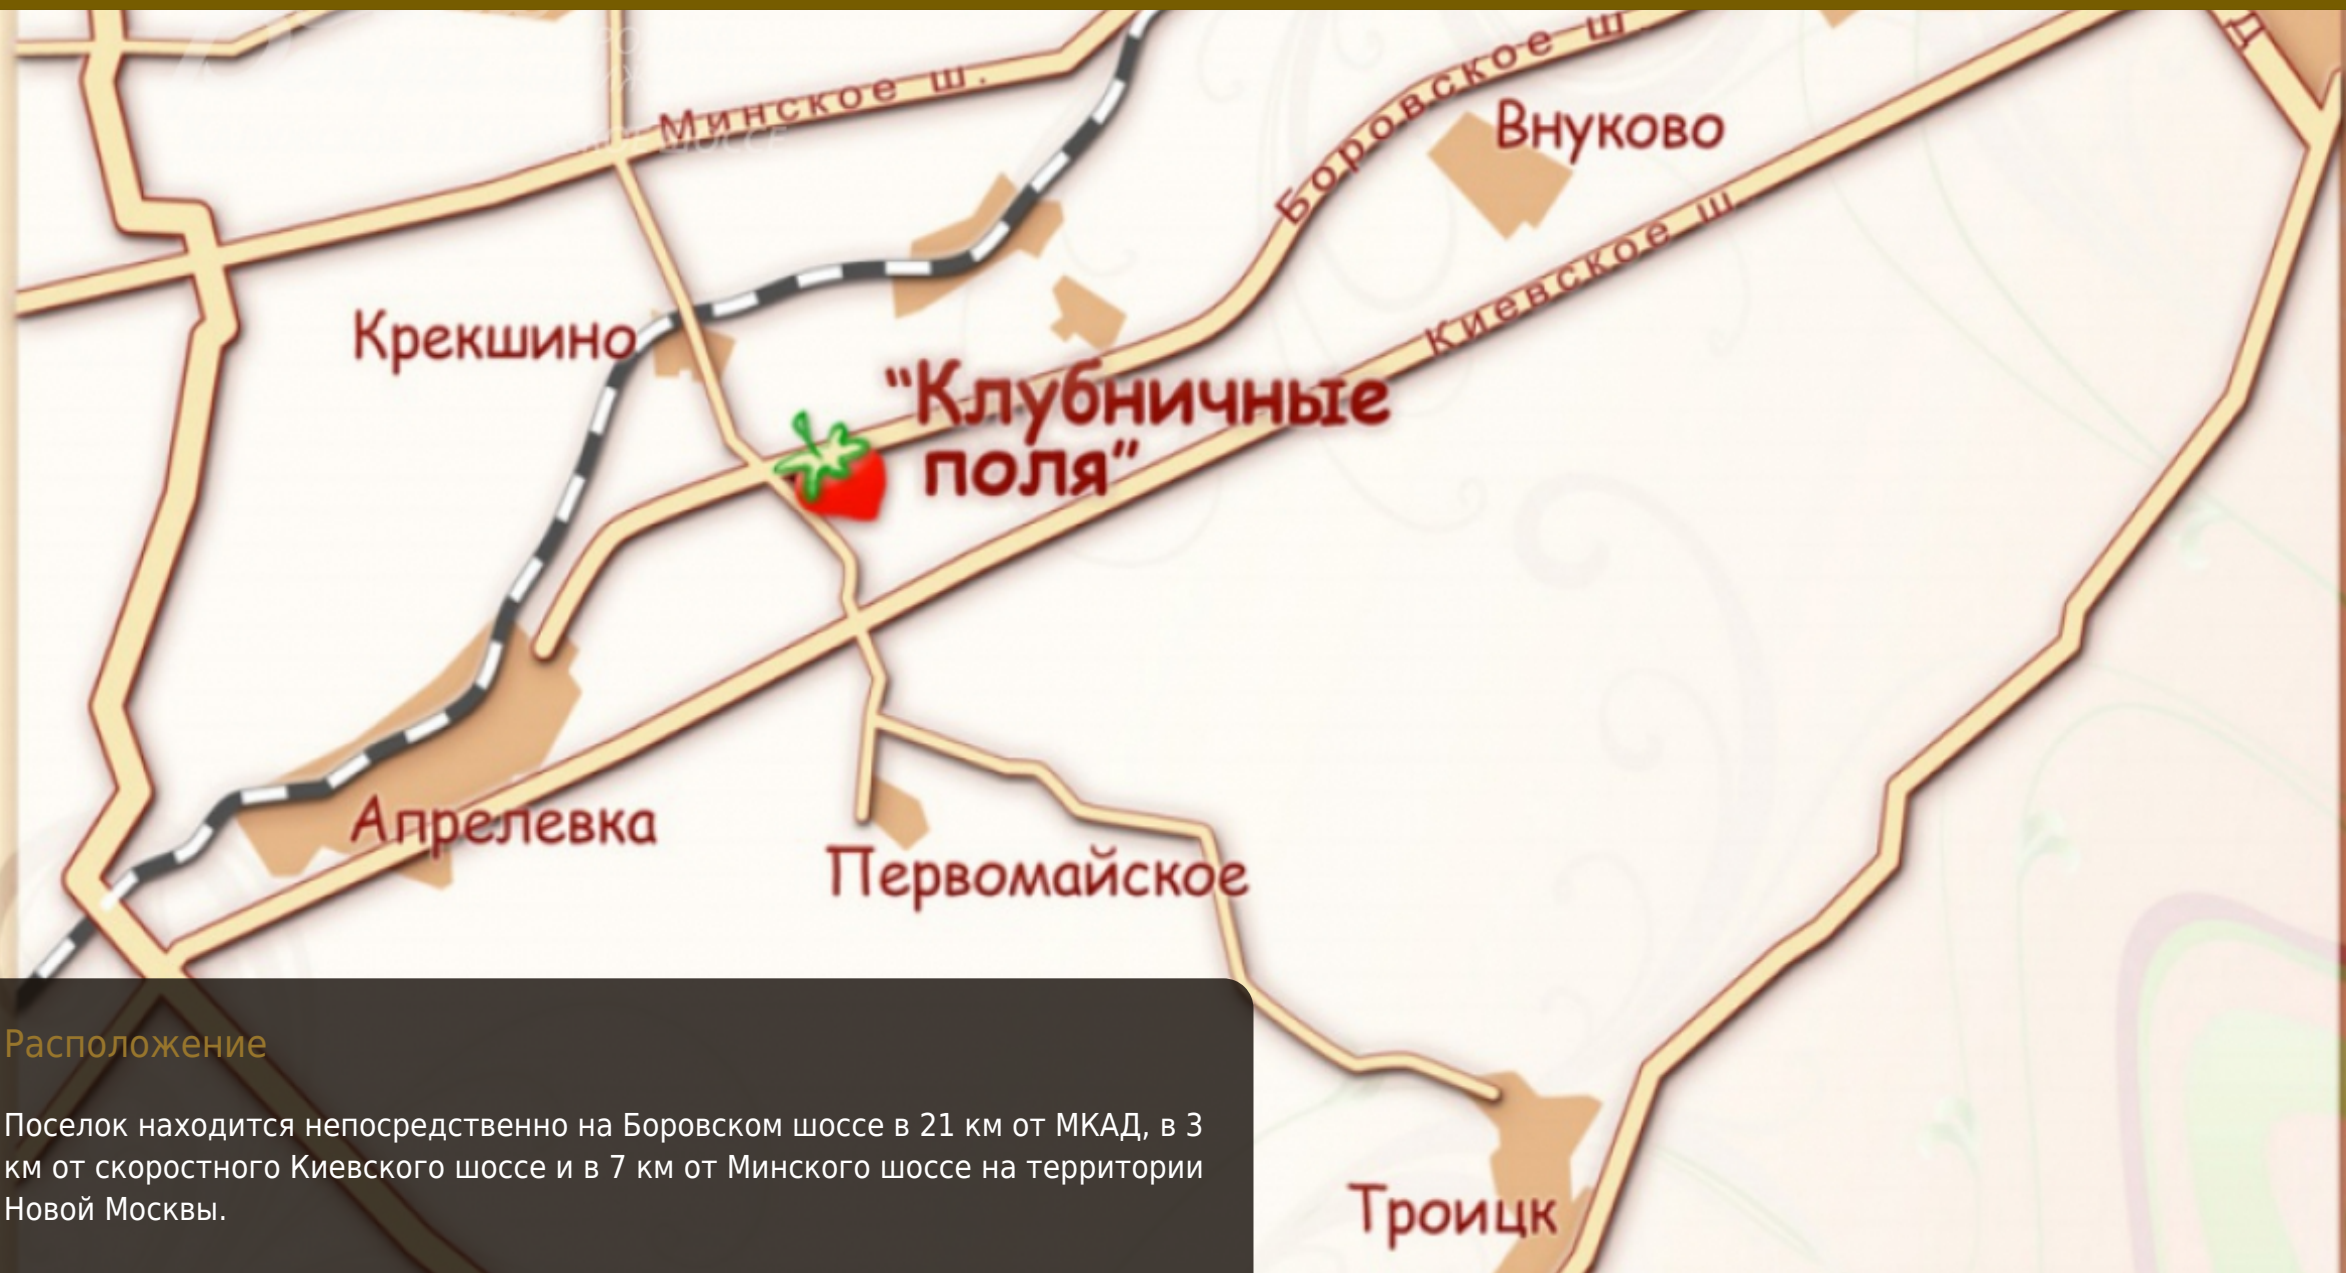 Минское ш.
Боровское ш.
Внуково
Киевское ш.
Крекшино
“Клубничные
поля”
Апрелевка
Первомайское
Троицк
Расположение
Поселок находится непосредственно на Боровском шоссе в 21 км от МКАД, в 3
км от скоростного Киевского шоссе и в 7 км от Минского шоссе на территории
Новой Москвы.